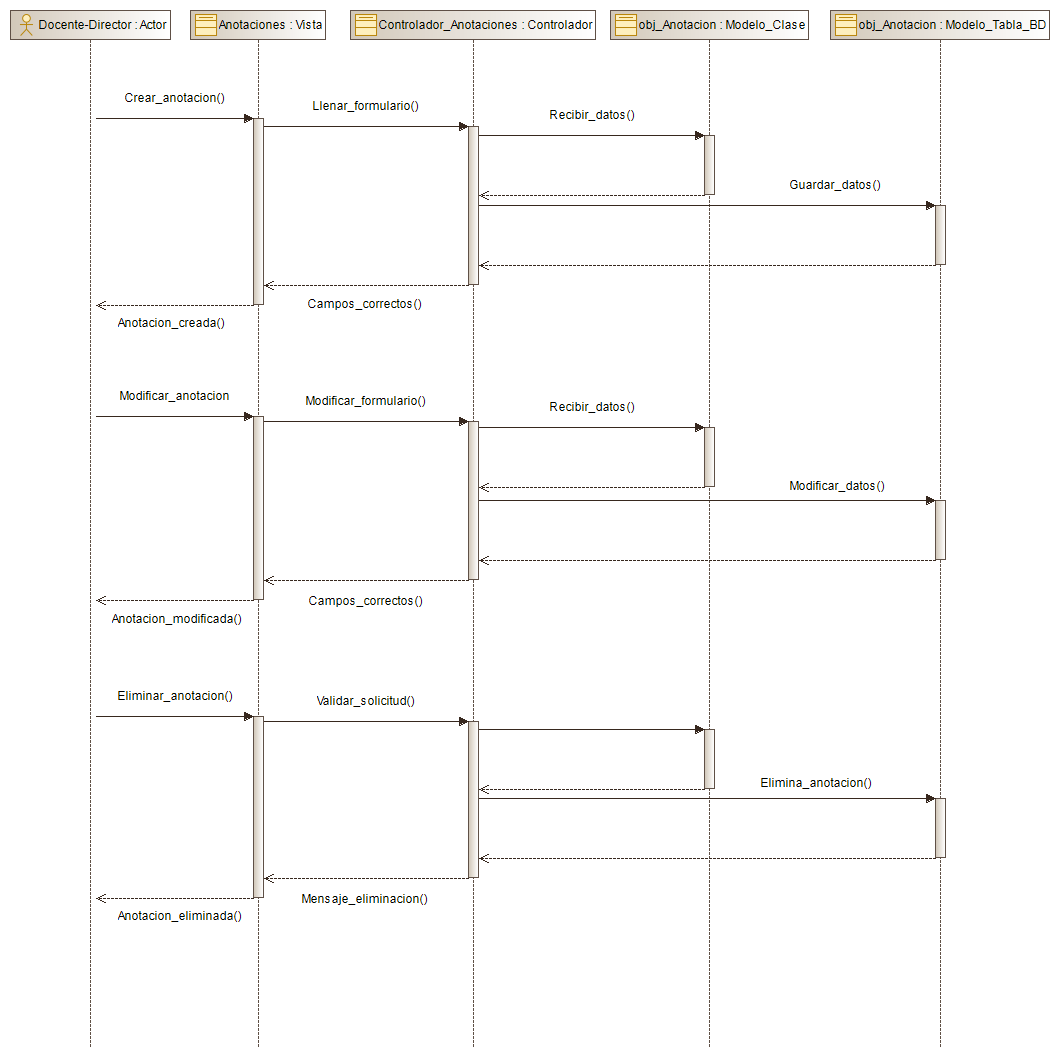 Docente-Director : Actor
Anotaciones : Vista
Controlador_Anotaciones : Controlador
obj_Anotacion : Modelo_Clase
obj_Anotacion : Modelo_Tabla_BD
Crear_anotacion()
Llenar_formulario()
Recibir_datos()
Guardar_datos()
Campos_correctos()
Anotacion_creada()
Modificar_anotacion
Modificar_formulario()
Recibir_datos()
Modificar_datos()
Campos_correctos()
Anotacion_modificada()
Eliminar_anotacion()
Validar_solicitud()
Elimina_anotacion()
Mensaje_eliminacion()
Anotacion_eliminada()